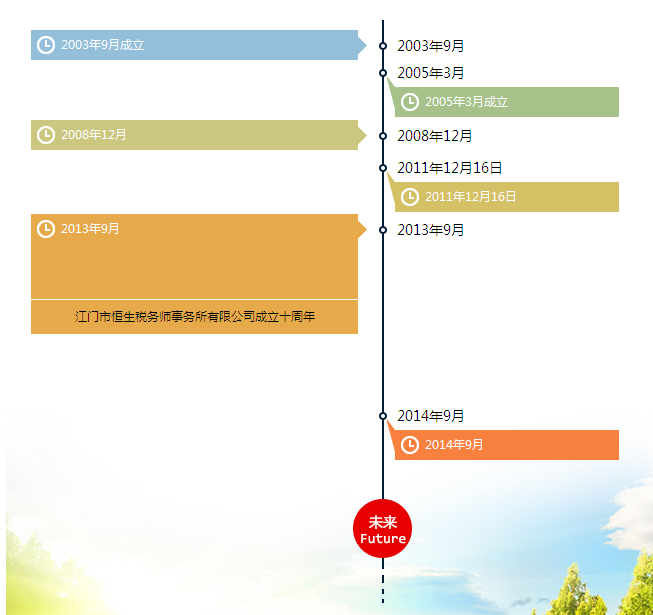 2003年9月成立
2003年9月
2005年3月
2005年3月成立
2008年12月
2008年12月
2011年12月16日
2011年12月16日
2013年9月
2013年9月
江门市恒生税务师事务所有限公司成立十周年
2014年9月
2014年9月
未来
Future